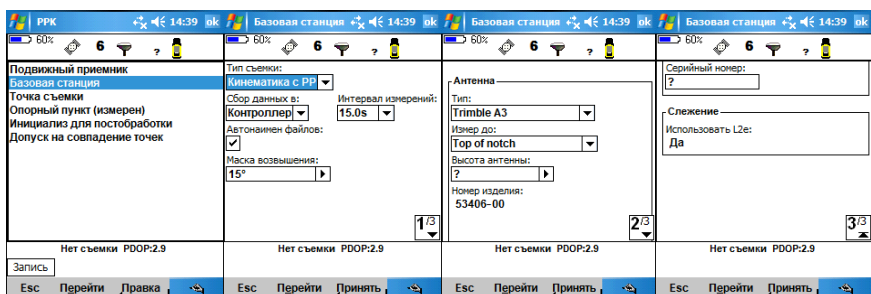 РРК 14:39 ok
60% 6 ?
Подвижный приемник
Базовая станция
Точка съемки
Опорный пункт (измерен)
Инициализ для постобработки
Допуск на совпадение точек
Нет съемки PDOP:2.9
Запись
Esc Перейти Правка
Базовая станция 14:39 ok
60% 6 ?
Тип съемки:
Кинематика с РР
Сбор данных в: Интервал измерений:
Контроллер 15.0s
Автонаимен файлов:
Маска возвышения:
15°
1/3
Нет съемки PDOP:2.9
Esc Перейти Принять
Базовая станция 14:39 ok
60% 6 ?
Антенна
Тип:
Trimble A3
Измер до:
Top of notch
Высота антенны:
?
Номер изделия:
53406-00
2/3
Нет съемки PDOP:2.9
Esc Перейти Принять
Базовая станция 14:39 ok
60% 6 ?
Серийный номер:
?
Слежение
Использовать L2e:
Да
3/3
Нет съемки PDOP:2.9
Esc Перейти Принять